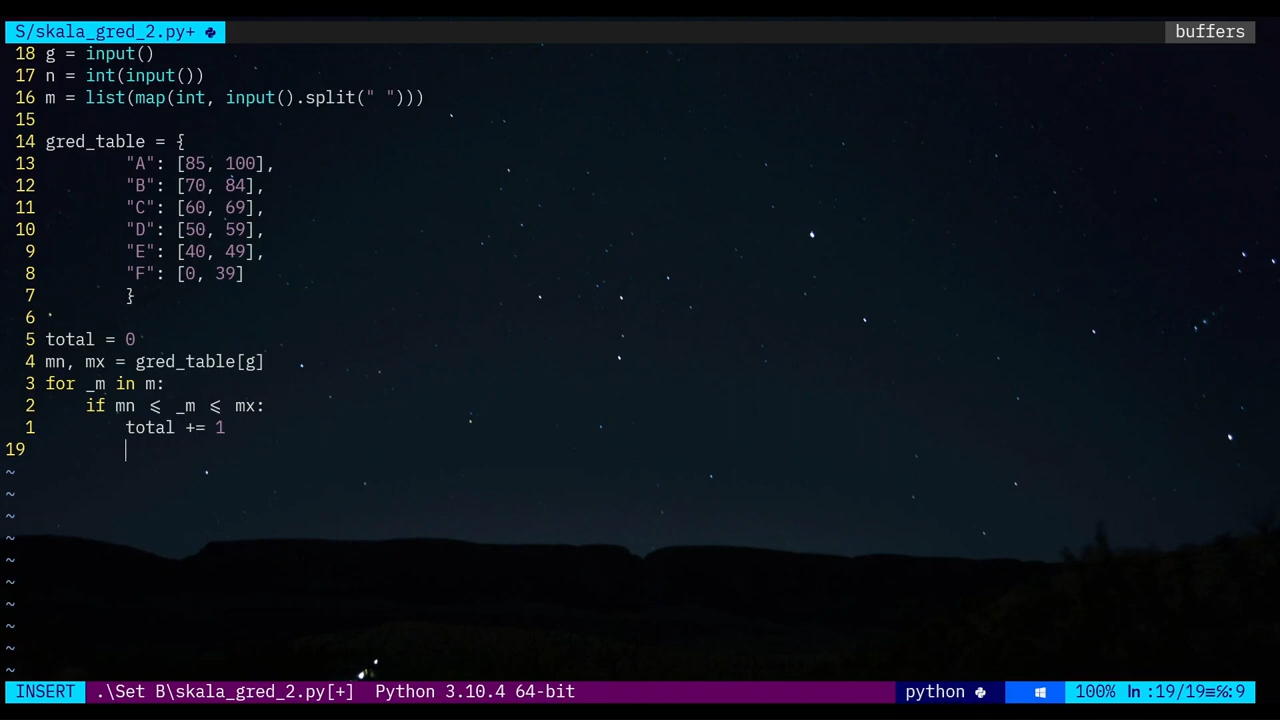 S/skala_gred_2.py+
buffers
18 g = input()
17 n = int(input())
16 m = list(map(int, input().split(" ")))
15
14 gred_table = {
13 "A": [85, 100],
12 "B": [70, 84],
11 "C": [60, 69],
10 "D": [50, 59],
9 "E": [40, 49],
8 "F": [0, 39]
7 }
6
5 total = 0
4 mn, mx = gred_table[g]
3 for _m in m:
2 if mn ⩽ _m ⩽ mx:
1 total += 1
19
~
~
~
~
~
~
~
~
~
~
INSERT .\Set B\skala_gred_2.py[+] Python 3.10.4 64-bit python 100% ln :19/19≡℅:9